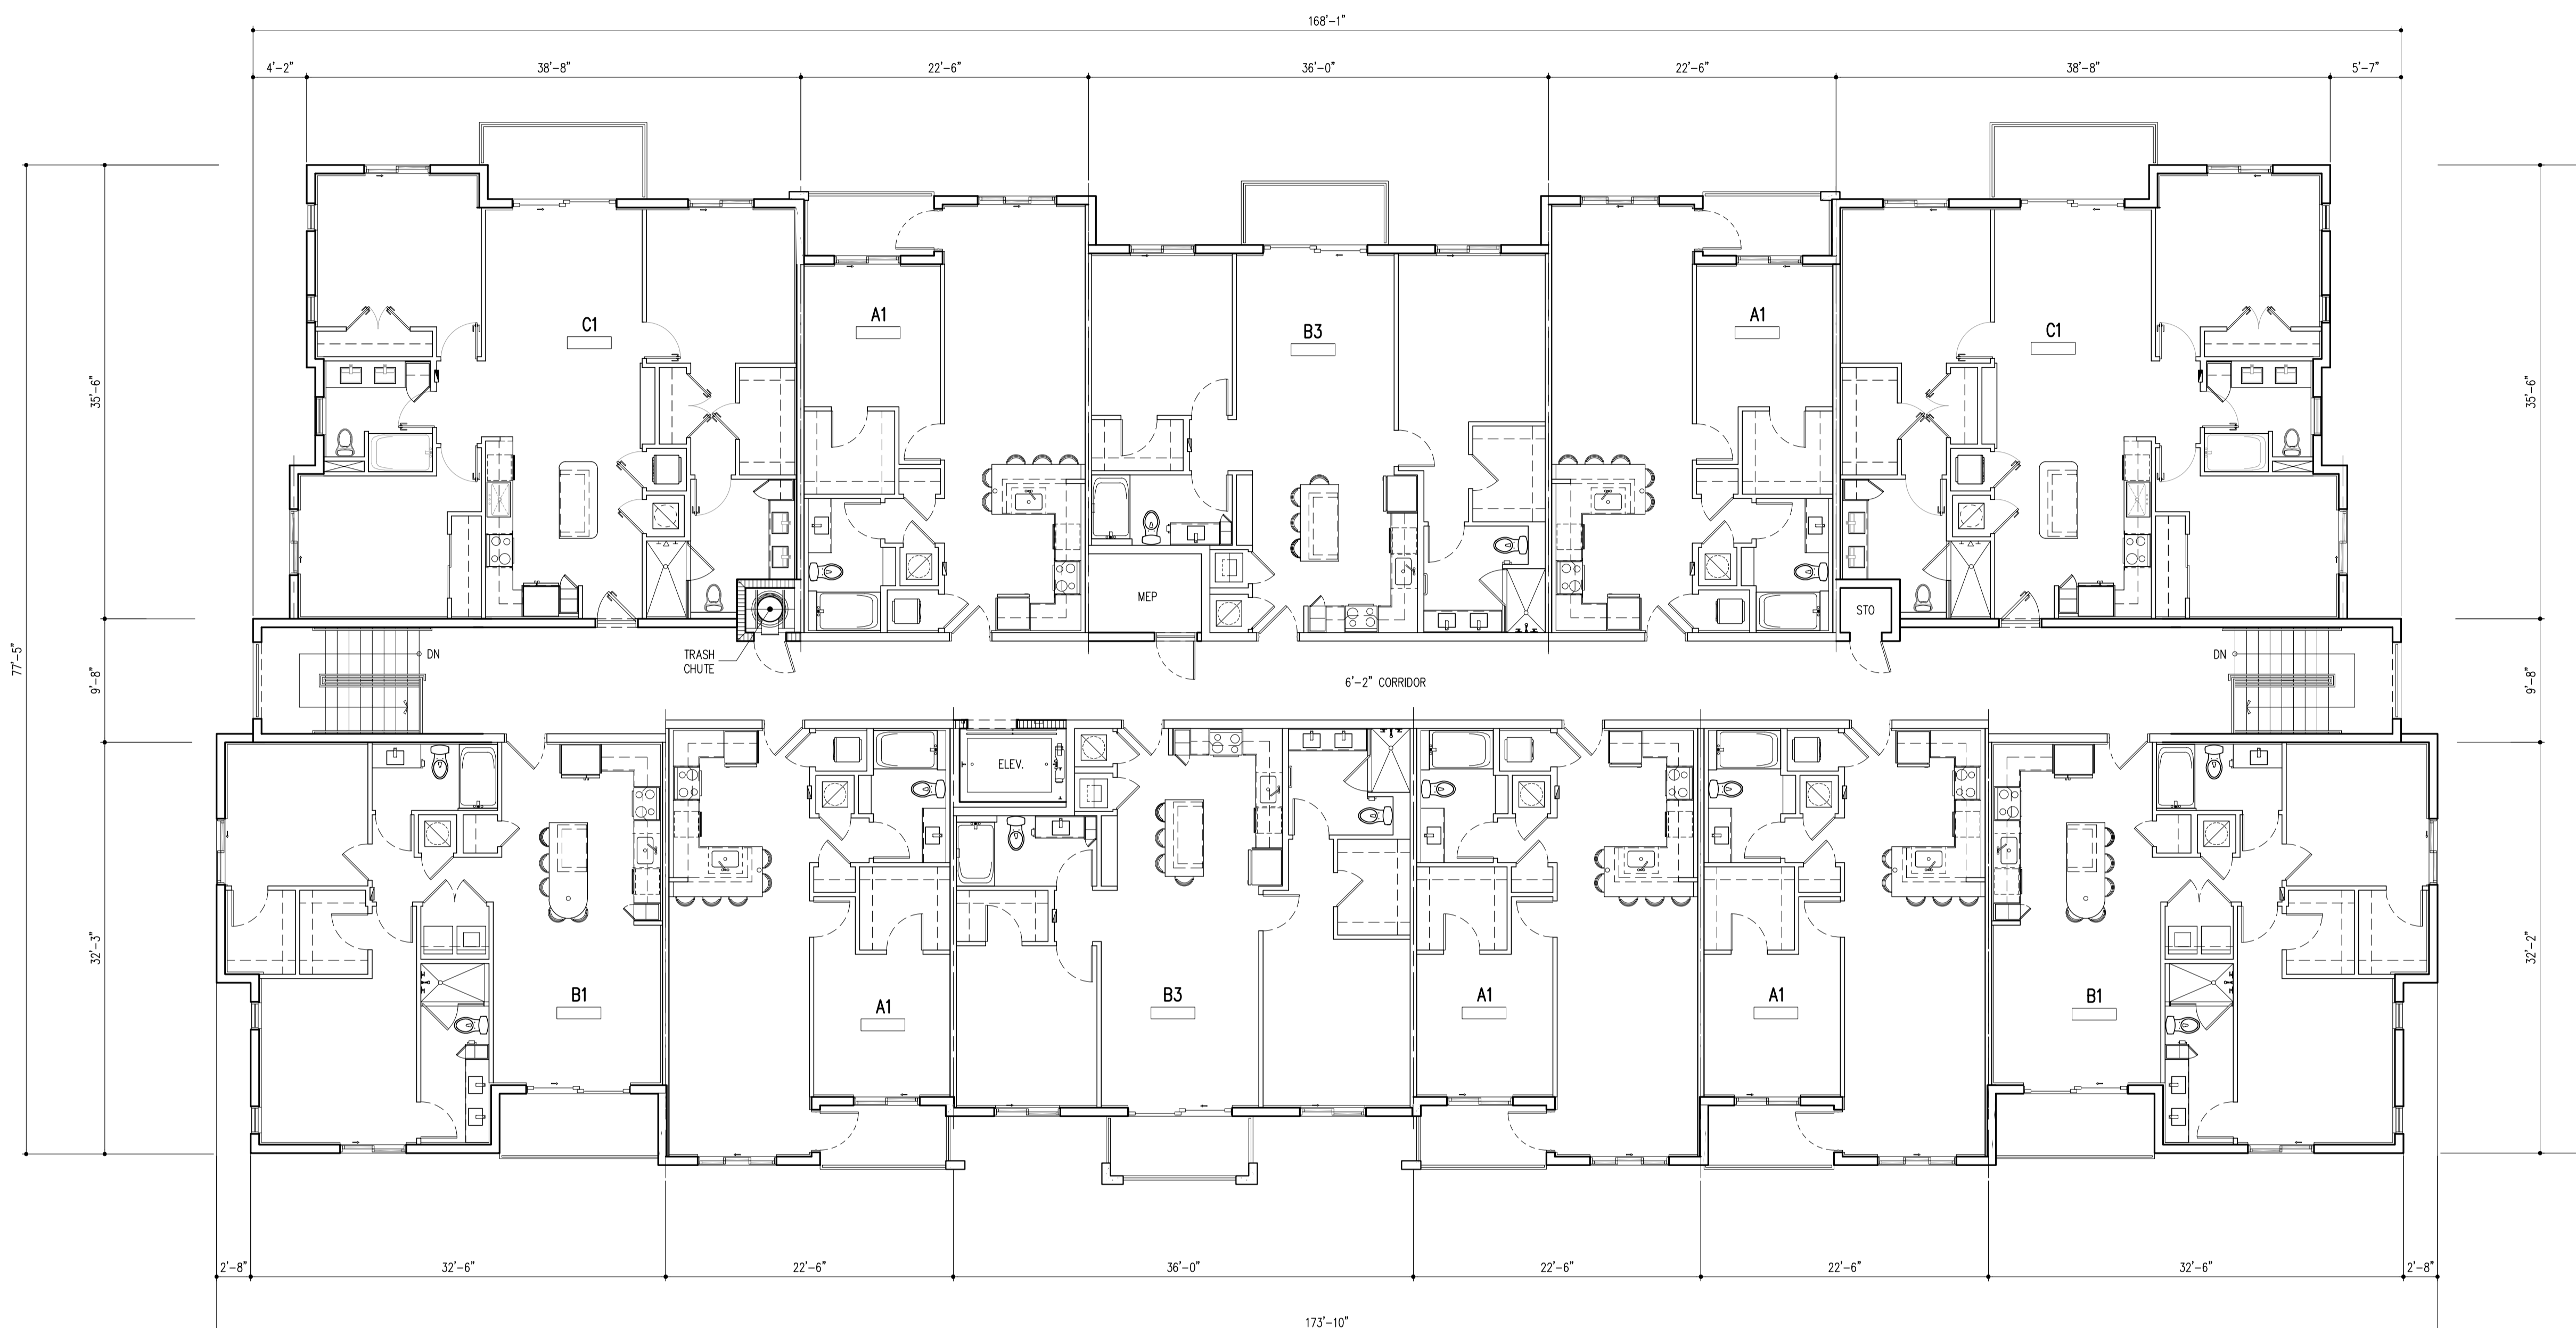 168'-1"
4'-2" 38'-8" 22'-6" 36'-0" 22'-6" 38'-8" 5'-7"
C1 A1 B3 A1 C1
35'-6" 35'-6"
MEP STO
77'-5"
DN TRASH CHUTE DN
9'-8" 6'-2" CORRIDOR 9'-8"
ELEV.
32'-3" 32'-2"
B1 A1 B3 A1 A1 B1
2'-8" 32'-6" 22'-6" 36'-0" 22'-6" 22'-6" 32'-6" 2'-8"
173'-10"